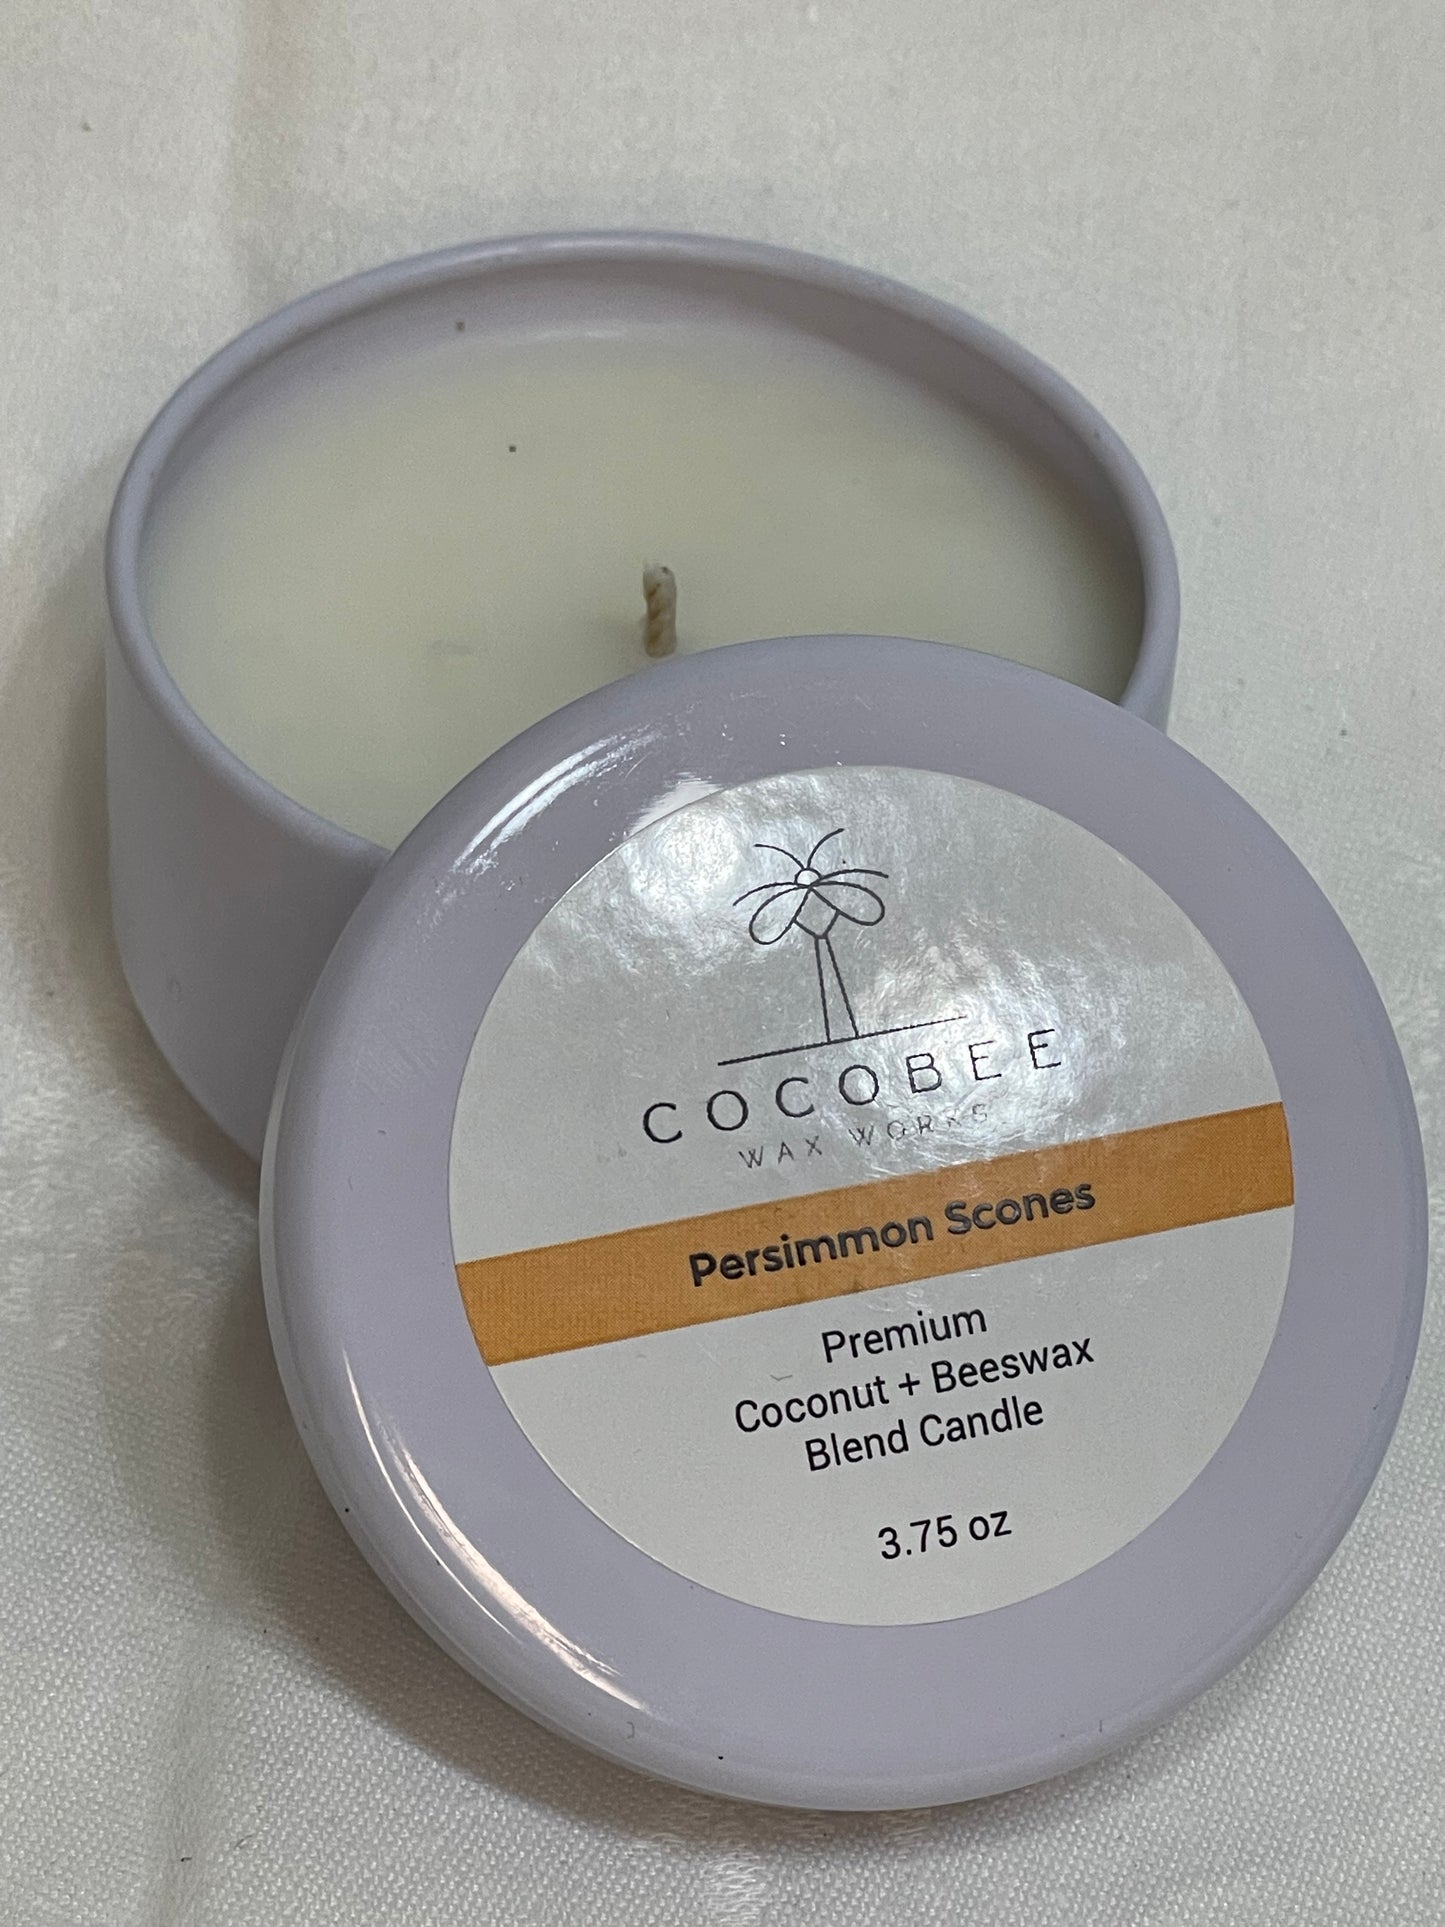 COCOBEE
WAX WORKS
Persimmon Scones
Premium
Coconut + Beeswax
Blend Candle
3.75 oz